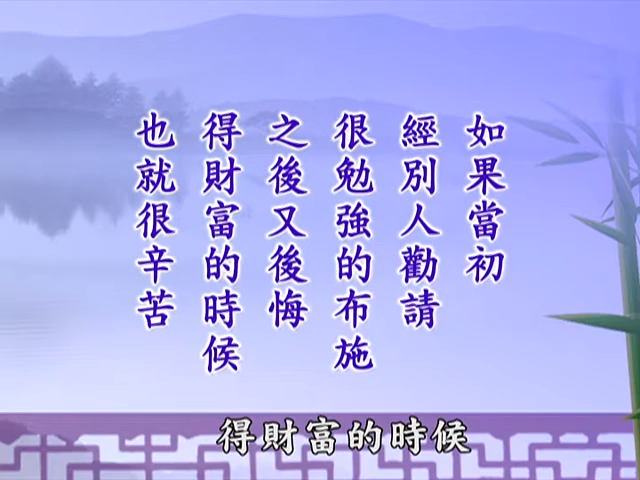 如果當初
經別人勸請
很勉強的布施
之後又後悔
得財富的時候
也就很辛苦
得財富的時候